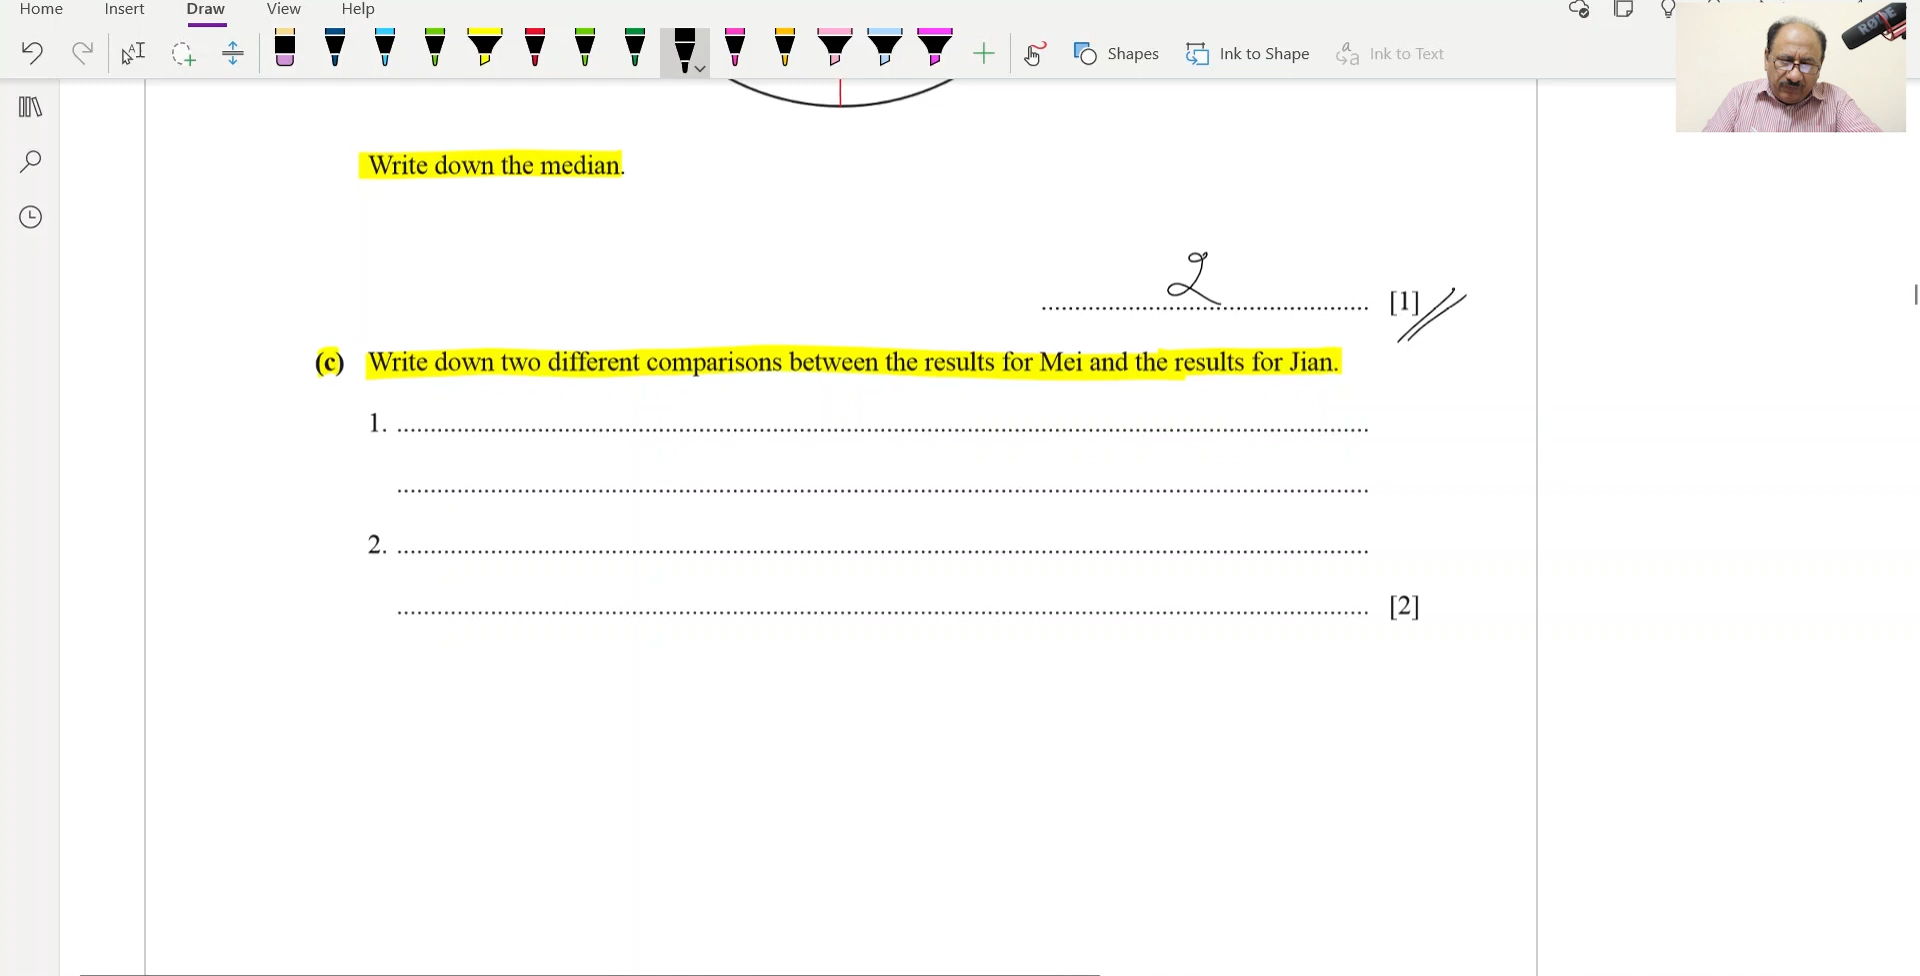 Home Insert Draw View Help
Shapes Ink to Shape Ink to Text
RØDE
Write down the median.
2
[1]
(c) Write down two different comparisons between the results for Mei and the results for Jian.
1. ........................................................................
........................................................................
2. ........................................................................
........................................................................ [2]